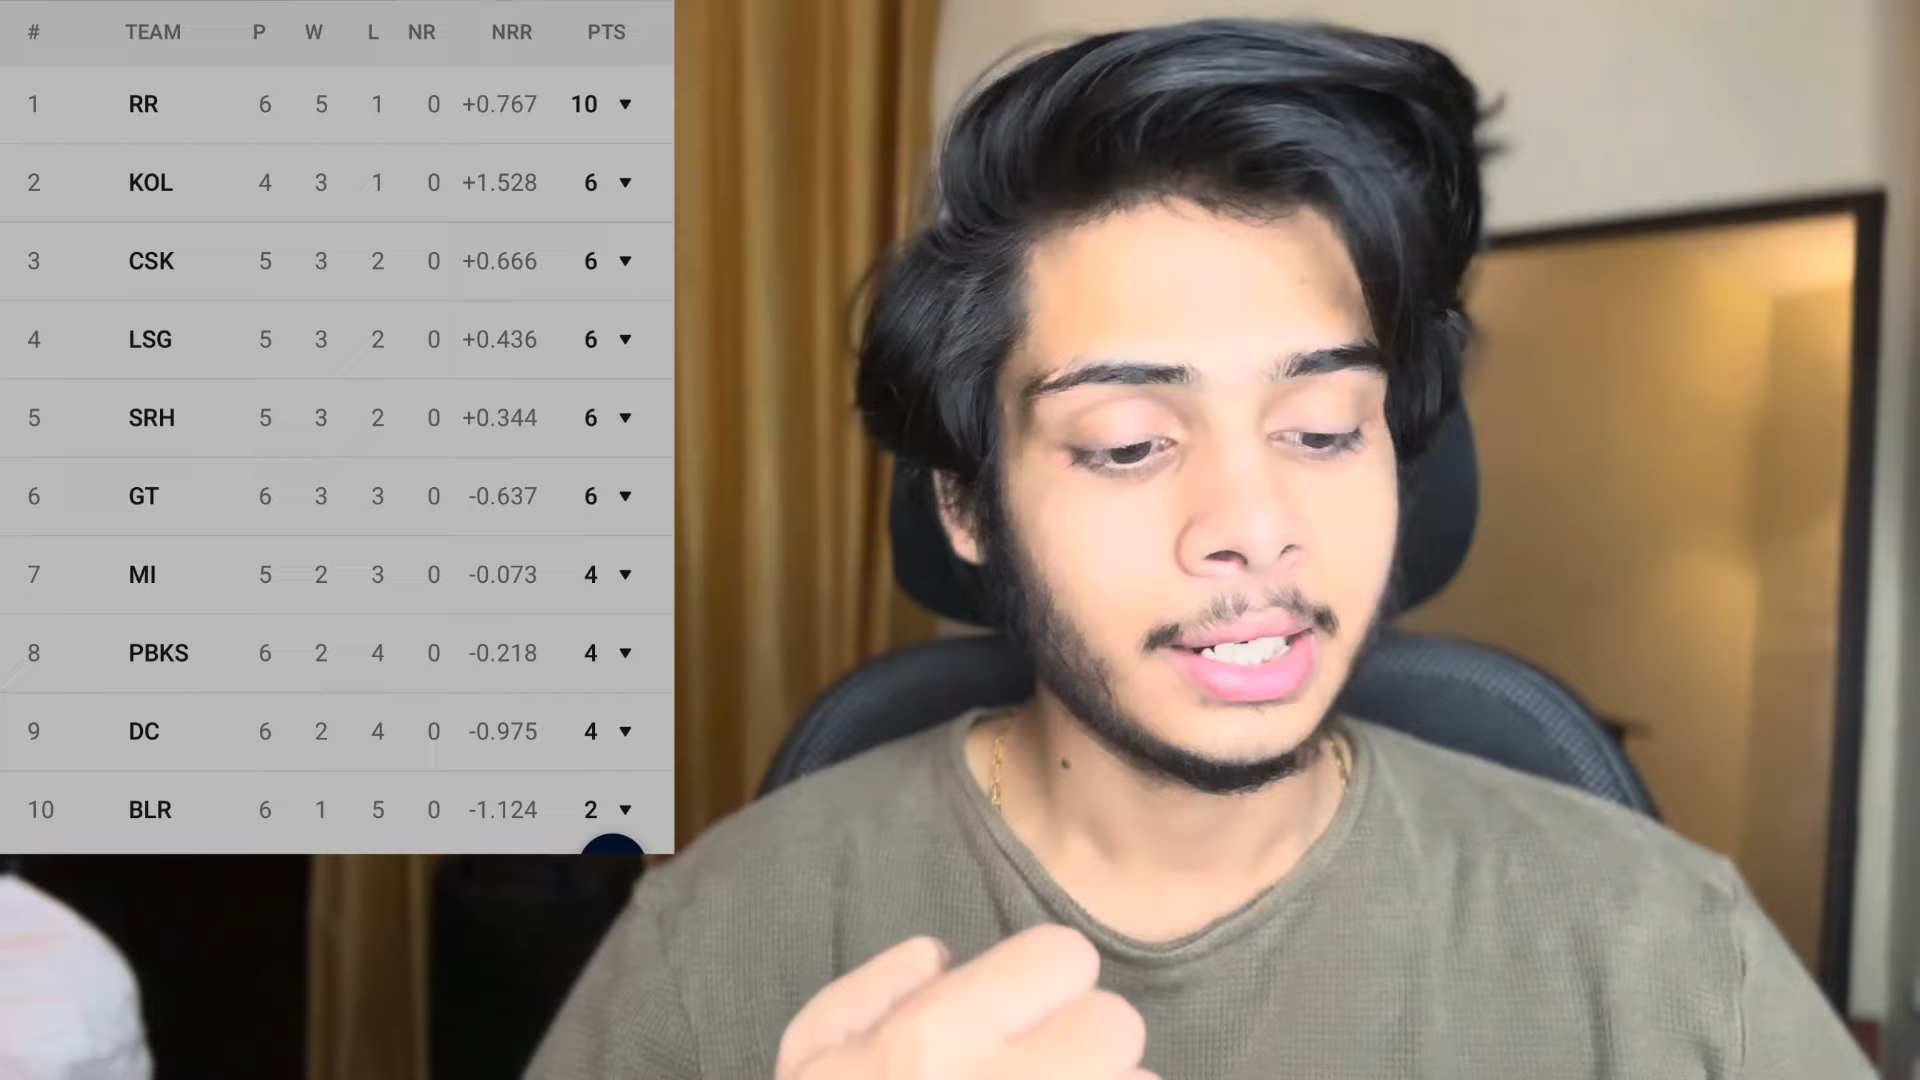 # TEAM P W L NR NRR PTS
1 RR 6 5 1 0 +0.767 10
2 KOL 4 3 1 0 +1.528 6
3 CSK 5 3 2 0 +0.666 6
4 LSG 5 3 2 0 +0.436 6
5 SRH 5 3 2 0 +0.344 6
6 GT 6 3 3 0 -0.637 6
7 MI 5 2 3 0 -0.073 4
8 PBKS 6 2 4 0 -0.218 4
9 DC 6 2 4 0 -0.975 4
10 BLR 6 1 5 0 -1.124 2